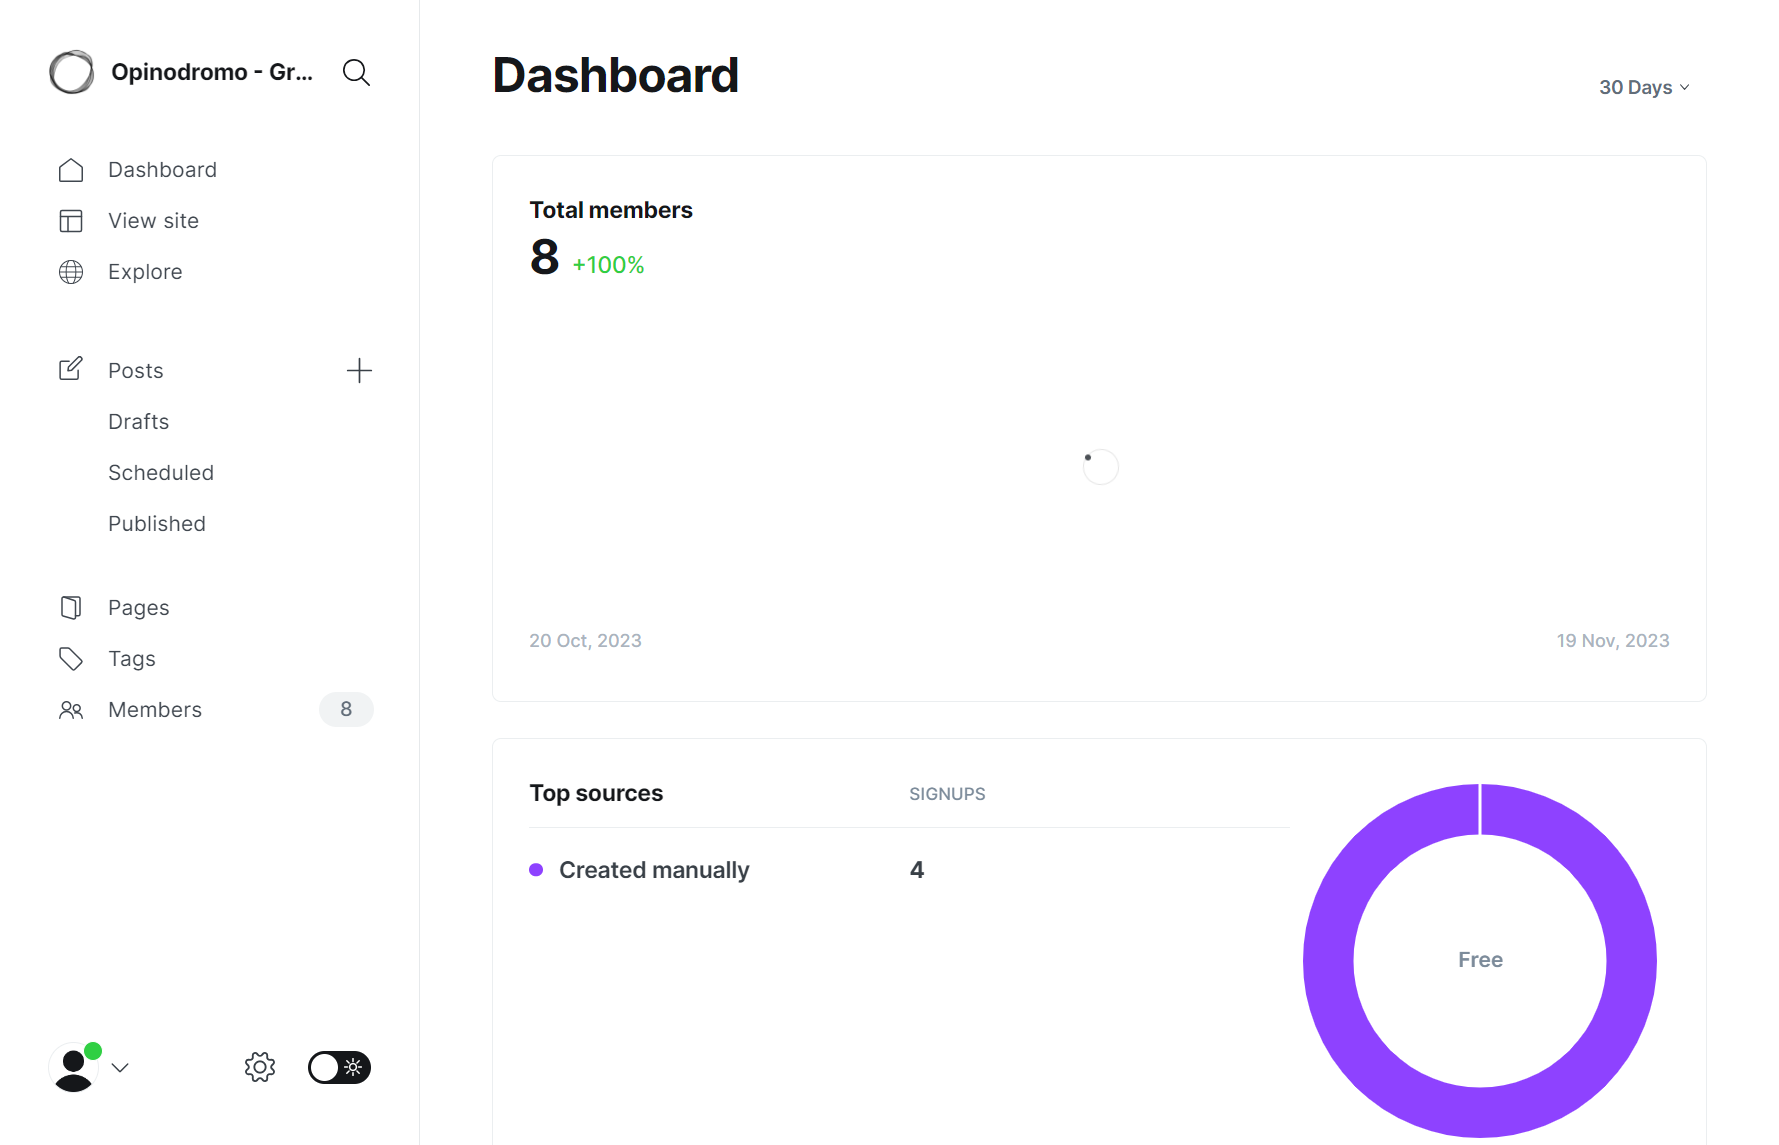 Opinodromo - Gr...
Dashboard
View site
Explore
Posts
Drafts
Scheduled
Published
Pages
Tags
Members 8
Dashboard
30 Days
Total members
8 +100%
20 Oct, 2023 19 Nov, 2023
Top sources SIGNUPS
Created manually 4
Free